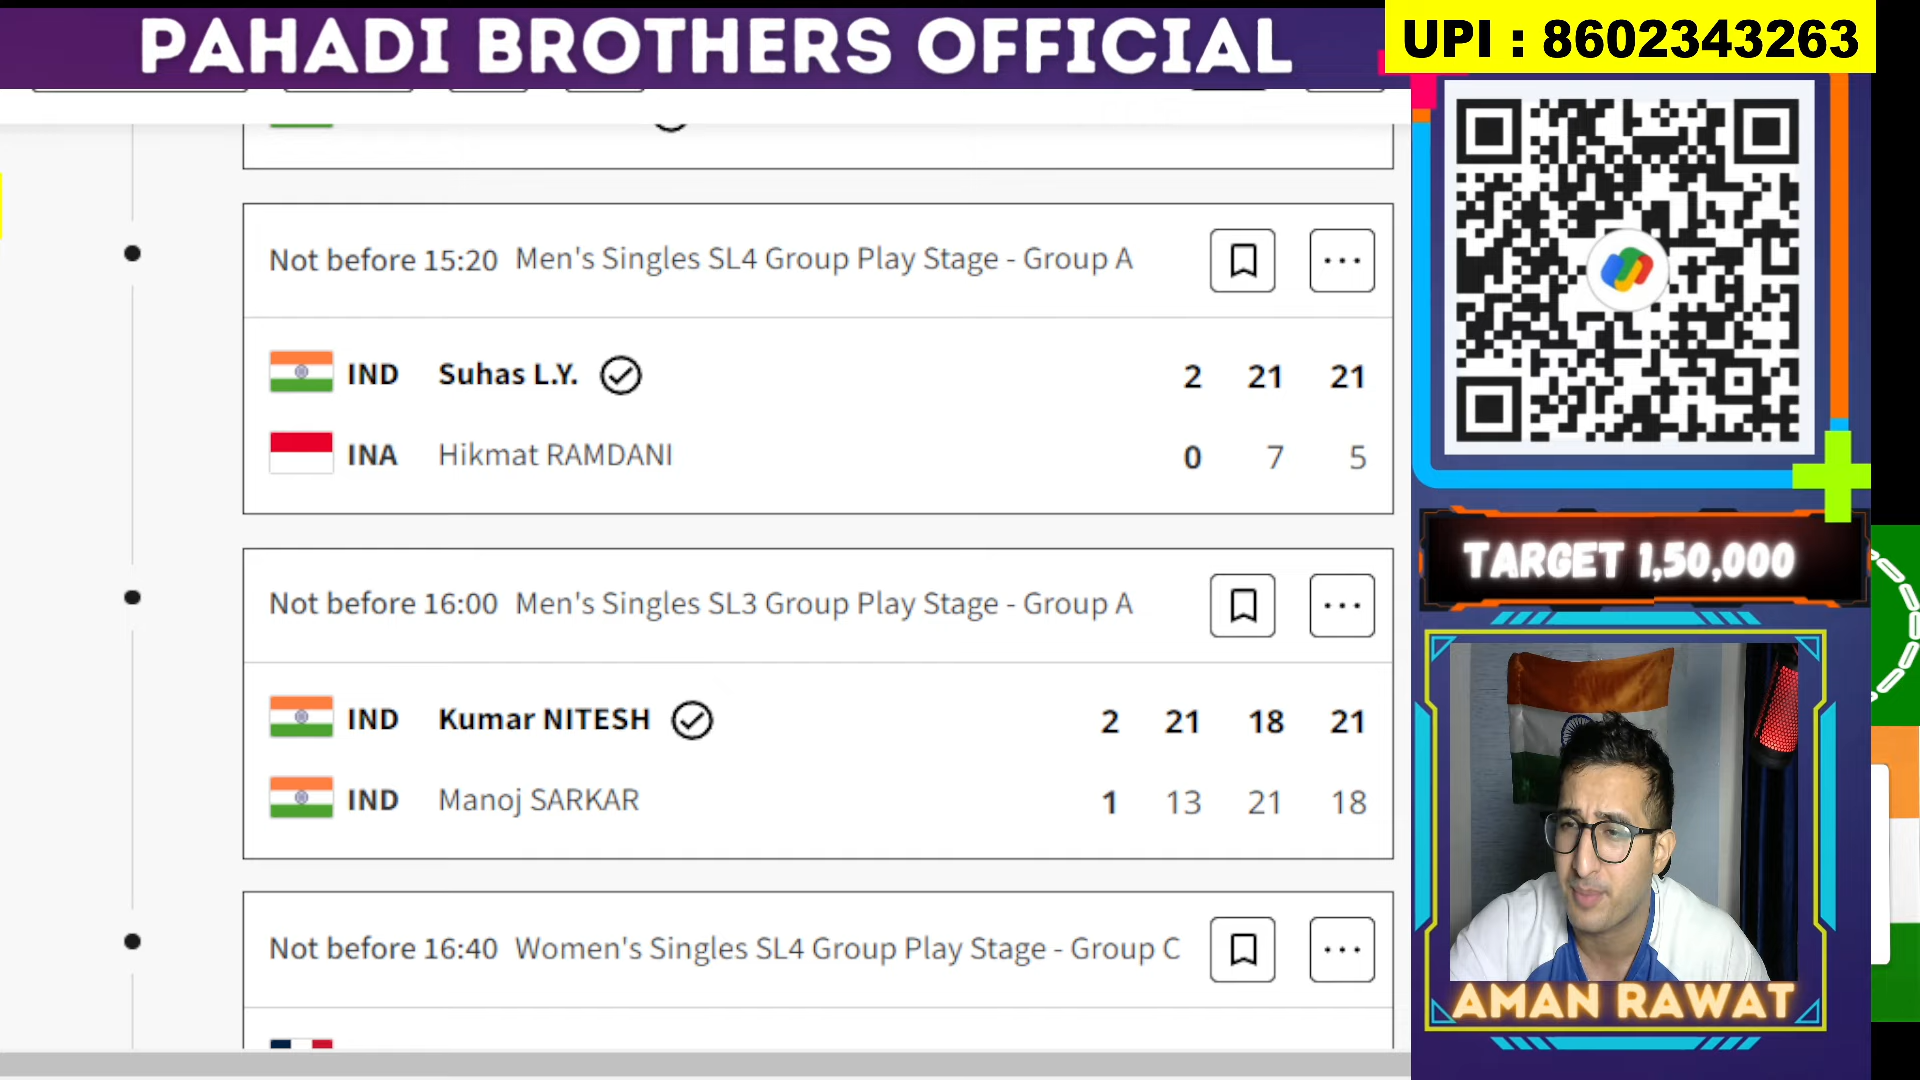 PAHADI BROTHERS OFFICIAL
UPI : 8602343263
Not before 15:20 Men's Singles SL4 Group Play Stage - Group A
IND Suhas L.Y. 2 21 21
INA Hikmat RAMDANI 0 7 5
Not before 16:00 Men's Singles SL3 Group Play Stage - Group A
IND Kumar NITESH 2 21 18 21
IND Manoj SARKAR 1 13 21 18
Not before 16:40 Women's Singles SL4 Group Play Stage - Group C
TARGET 1,50,000
AMAN RAWAT